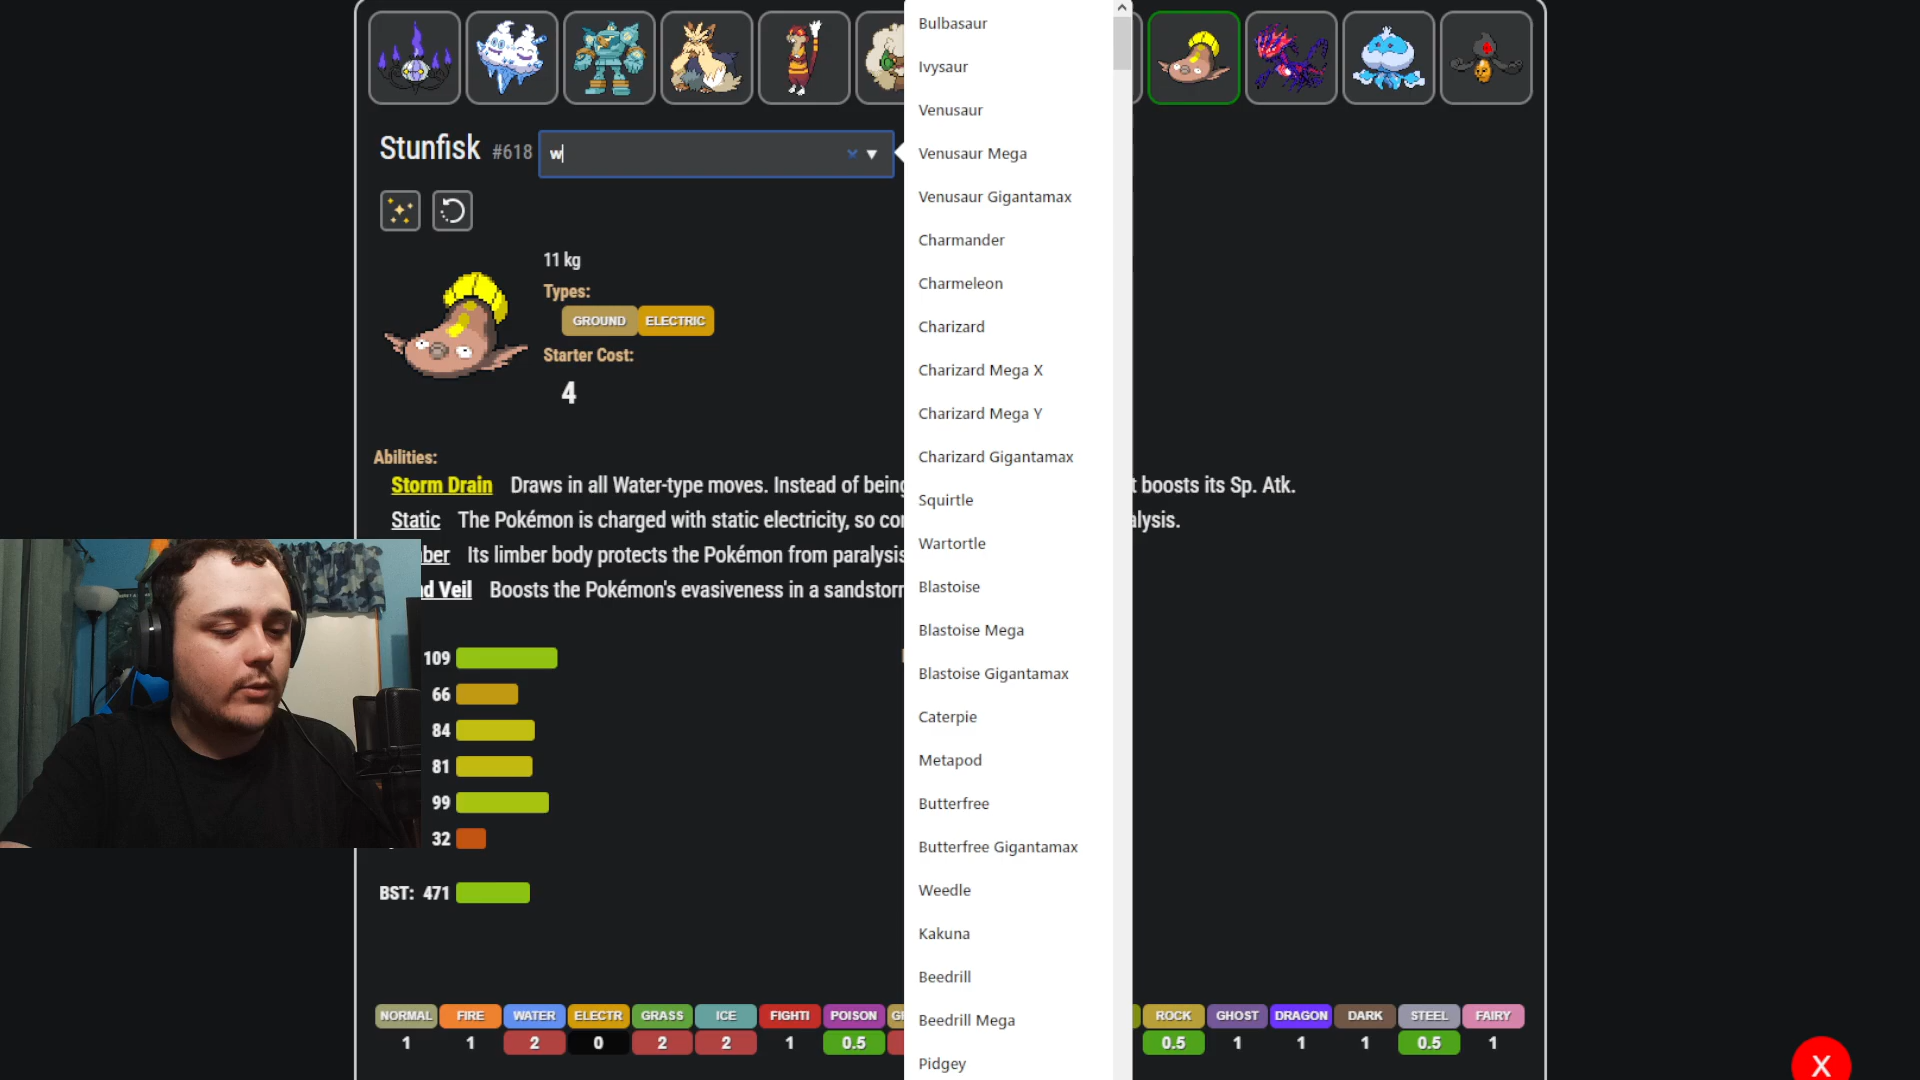 Stunfisk #618
w
11 kg
Types:
GROUND ELECTRIC
Starter Cost:
4
Abilities:
Storm Drain Draws in all Water-type moves. Instead of being t boosts its Sp. Atk.
Static The Pokémon is charged with static electricity, so con alysis.
ber Its limber body protects the Pokémon from paralysis
d Veil Boosts the Pokémon's evasiveness in a sandstorm
109
66
84
81
99
32
BST: 471
Bulbasaur
Ivysaur
Venusaur
Venusaur Mega
Venusaur Gigantamax
Charmander
Charmeleon
Charizard
Charizard Mega X
Charizard Mega Y
Charizard Gigantamax
Squirtle
Wartortle
Blastoise
Blastoise Mega
Blastoise Gigantamax
Caterpie
Metapod
Butterfree
Butterfree Gigantamax
Weedle
Kakuna
Beedrill
Beedrill Mega
Pidgey
NORMAL FIRE WATER ELECTR GRASS ICE FIGHTI POISON ROCK GHOST DRAGON DARK STEEL FAIRY
1 1 2 0 2 2 1 0.5 0.5 1 1 1 0.5 1
X